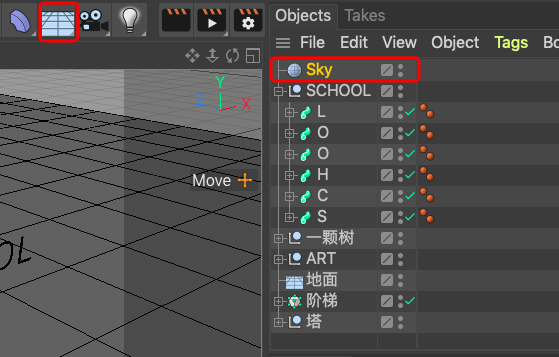 Objects Takes
File Edit View Object Tags Bo
Sky
SCHOOL
L
O
O
H
C
S
一颗树
ART
地面
阶梯
塔
Y
Z X
Move
OL